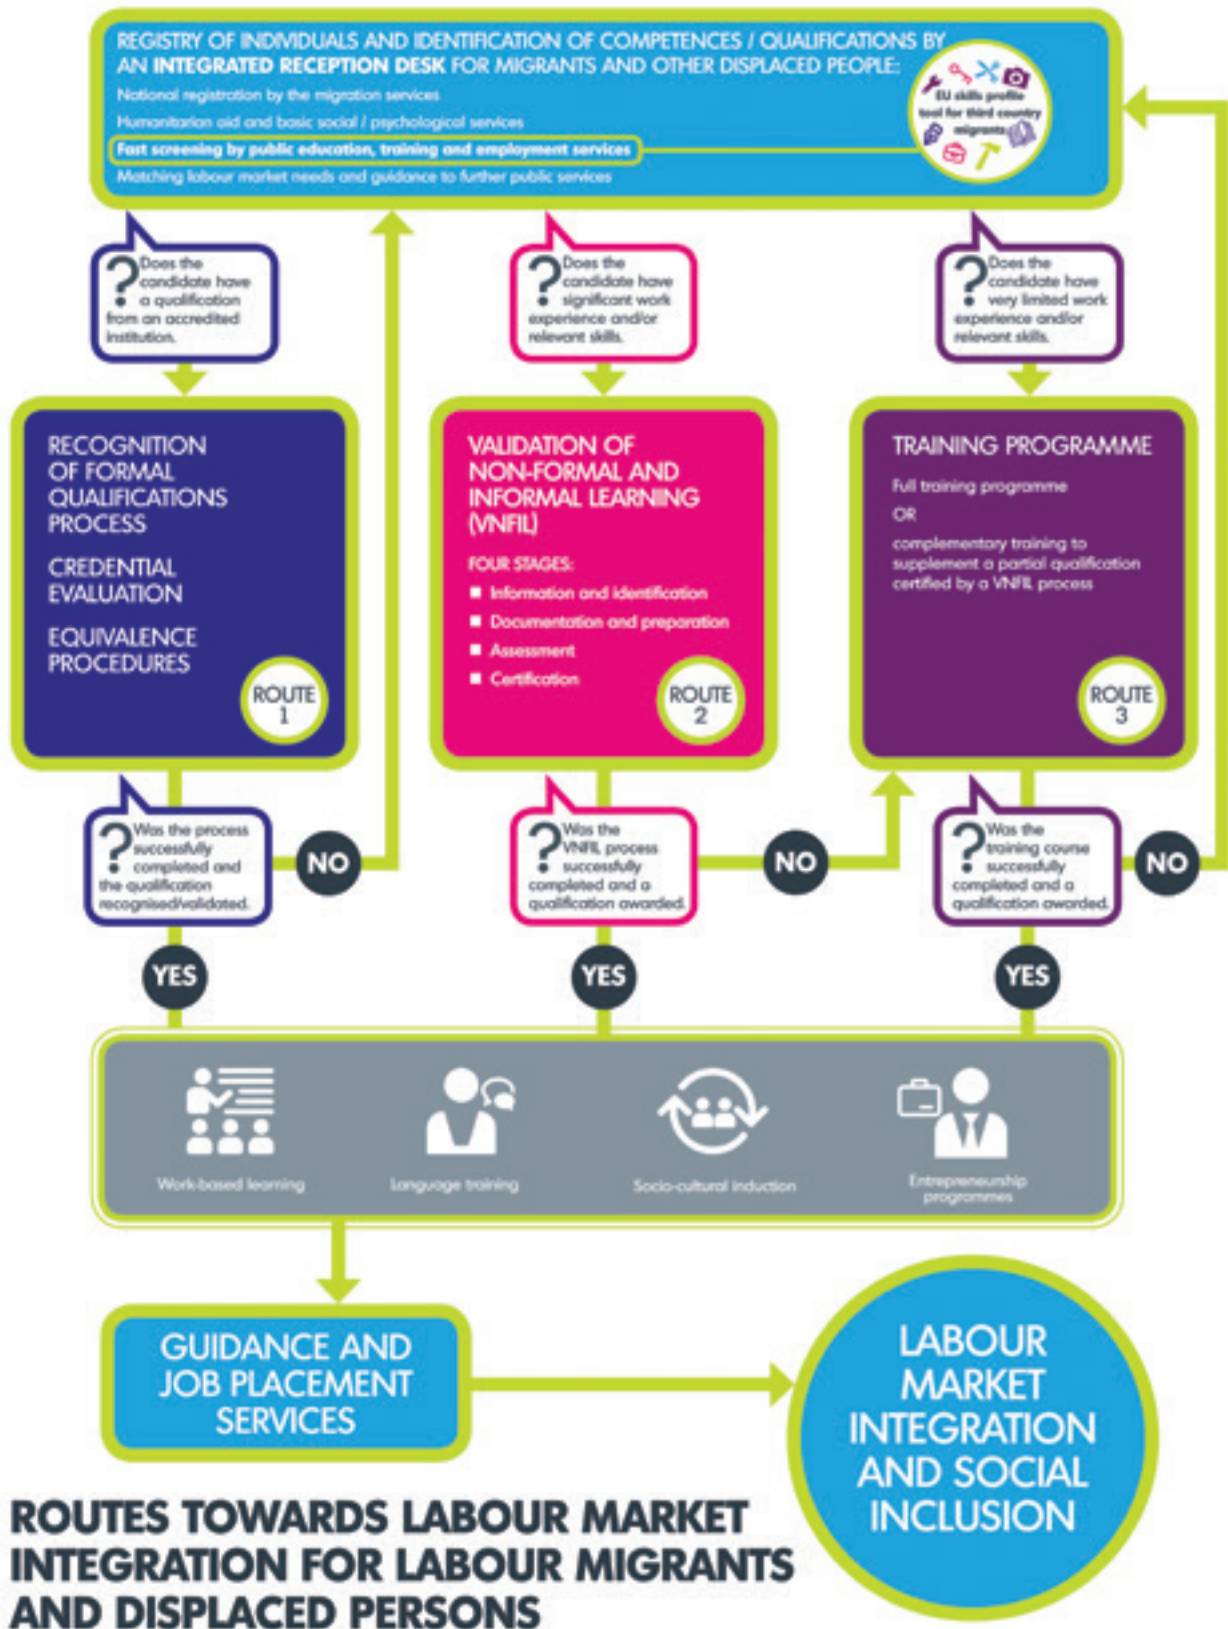 REGISTRY OF INDIVIDUALS AND IDENTIFICATION OF COMPETENCES / QUALIFICATIONS BY
AN INTEGRATED RECEPTION DESK FOR MIGRANTS AND OTHER DISPLACED PEOPLE:
National registration by the migration services
Humanitarian aid and basic social / psychological services
Fast screening by public education, training and employment services
Matching labour market needs and guidance to further public services
EU skills profile
tool for third country
migrants
? Does the
candidate have
a qualification
from an accredited
institution.
? Does the
candidate have
significant work
experience and/or
relevant skills.
? Does the
candidate have
very limited work
experience and/or
relevant skills.
RECOGNITION
OF FORMAL
QUALIFICATIONS
PROCESS
CREDENTIAL
EVALUATION
EQUIVALENCE
PROCEDURES
ROUTE
1
VALIDATION OF
NON-FORMAL AND
INFORMAL LEARNING
(VNFIL)
FOUR STAGES:
■ Information and identification
■ Documentation and preparation
■ Assessment
■ Certification
ROUTE
2
TRAINING PROGRAMME
Full training programme
OR
complementary training to
supplement a partial qualification
certified by a VNFIL process
ROUTE
3
? Was the process
successfully
completed and
the qualification
recognised/validated.
NO
? Was the
VNFIL process
successfully
completed and a
qualification awarded.
NO
? Was the
training course
successfully
completed and a
qualification awarded.
NO
YES
YES
YES
Work-based learning
Language training
Socio-cultural induction
Entrepreneurship
programmes
GUIDANCE AND
JOB PLACEMENT
SERVICES
LABOUR
MARKET
INTEGRATION
AND SOCIAL
INCLUSION
ROUTES TOWARDS LABOUR MARKET
INTEGRATION FOR LABOUR MIGRANTS
AND DISPLACED PERSONS